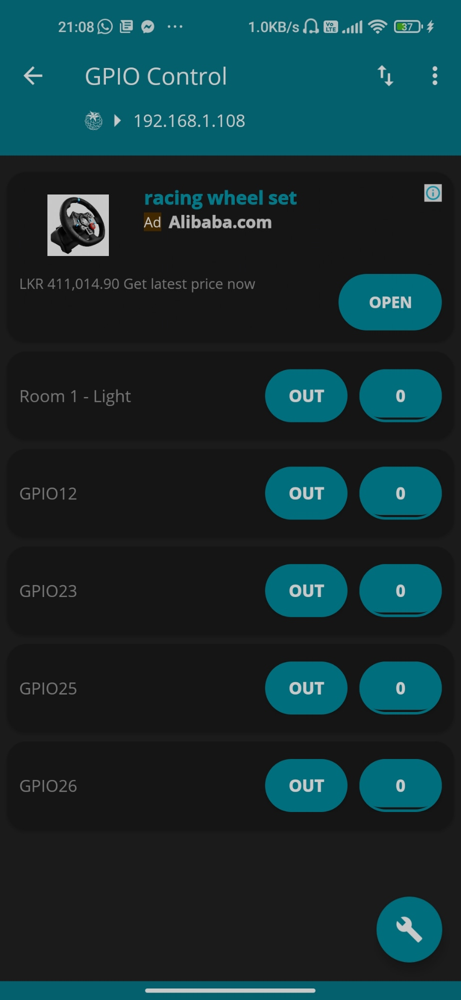 21:08 ... 1.0KB/s Vo LTE 37
GPIO Control
192.168.1.108
racing wheel set
Ad Alibaba.com
LKR 411,014.90 Get latest price now
OPEN
Room 1 - Light OUT 0
GPIO12 OUT 0
GPIO23 OUT 0
GPIO25 OUT 0
GPIO26 OUT 0